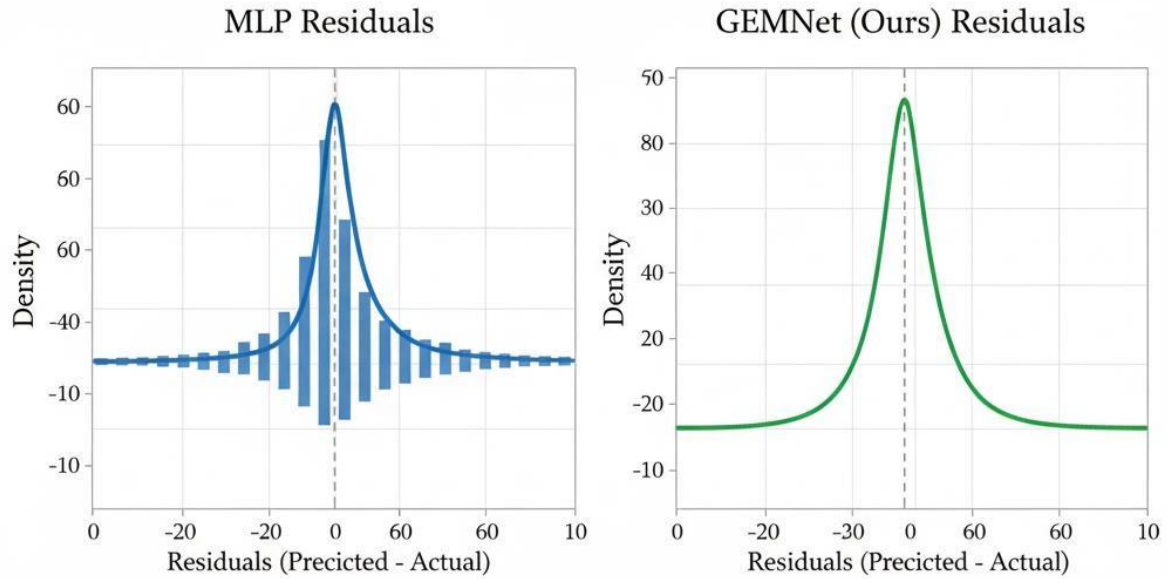 MLP Residuals
60
60
60
-40
-10
-10
Density
0 -20 -20 0 60 60 10
Residuals (Precicted - Actual)
GEMNet (Ours) Residuals
50
80
30
40
20
-20
-10
Density
0 -20 -30 0 60 60 10
Residuals (Precicted - Actual)